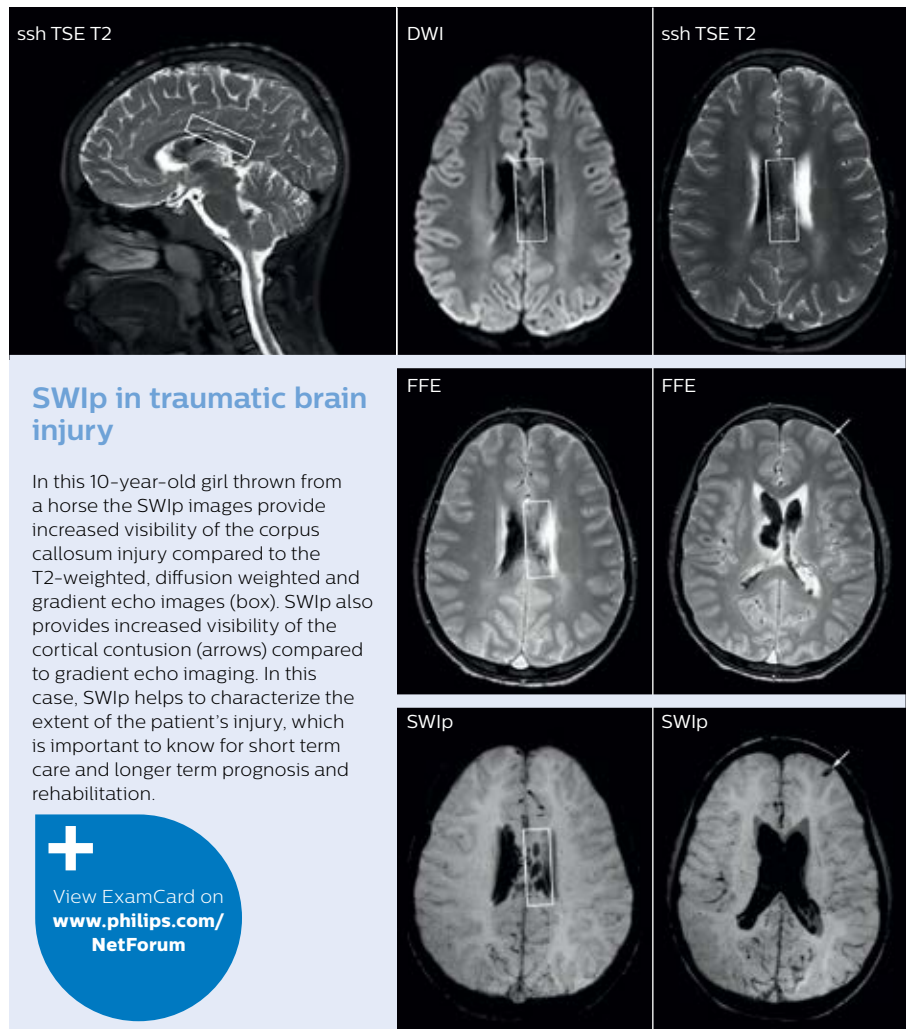 ssh TSE T2
DWI
ssh TSE T2
SWIp in traumatic brain
injury
In this 10-year-old girl thrown from
a horse the SWIp images provide
increased visibility of the corpus
callosum injury compared to the
T2-weighted, diffusion weighted and
gradient echo images (box). SWIp also
provides increased visibility of the
cortical contusion (arrows) compared
to gradient echo imaging. In this
case, SWIp helps to characterize the
extent of the patient's injury, which
is important to know for short term
care and longer term prognosis and
rehabilitation.
View ExamCard on
www.philips.com/
NetForum
FFE
FFE
SWIp
SWIp